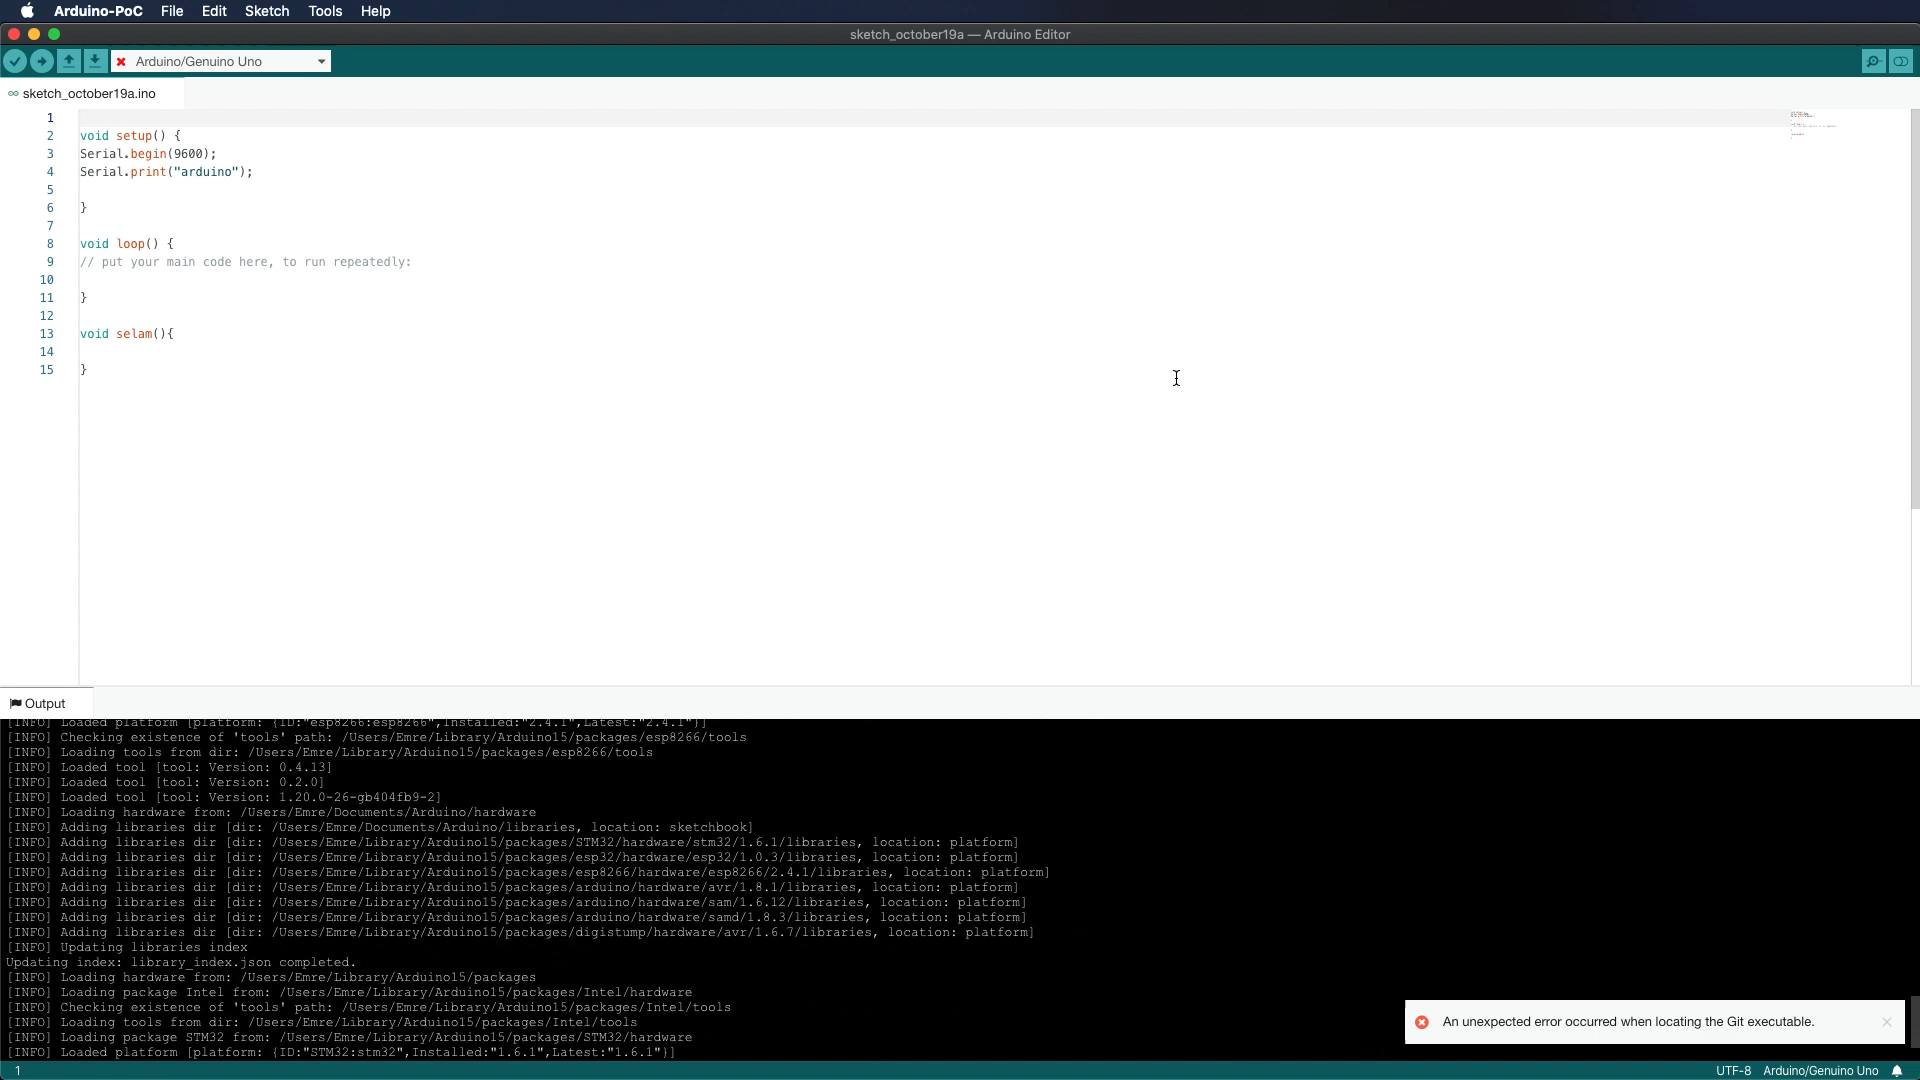 Arduino-PoC File Edit Sketch Tools Help
sketch_october19a — Arduino Editor
Arduino/Genuino Uno
sketch_october19a.ino
1
2 void setup() {
3 Serial.begin(9600);
4 Serial.print("arduino");
5
6 }
7
8 void loop() {
9 // put your main code here, to run repeatedly:
10
11 }
12
13 void selam(){
14
15 }
Output
[INFO] Loaded platform [platform: {ID:"esp8266:esp8266",Installed:"2.4.1",Latest:"2.4.1"}]
[INFO] Checking existence of 'tools' path: /Users/Emre/Library/Arduino15/packages/esp8266/tools
[INFO] Loading tools from dir: /Users/Emre/Library/Arduino15/packages/esp8266/tools
[INFO] Loaded tool [tool: Version: 0.4.13]
[INFO] Loaded tool [tool: Version: 0.2.0]
[INFO] Loaded tool [tool: Version: 1.20.0-26-gb404fb9-2]
[INFO] Loading hardware from: /Users/Emre/Documents/Arduino/hardware
[INFO] Adding libraries dir [dir: /Users/Emre/Documents/Arduino/libraries, location: sketchbook]
[INFO] Adding libraries dir [dir: /Users/Emre/Library/Arduino15/packages/STM32/hardware/stm32/1.6.1/libraries, location: platform]
[INFO] Adding libraries dir [dir: /Users/Emre/Library/Arduino15/packages/esp32/hardware/esp32/1.0.3/libraries, location: platform]
[INFO] Adding libraries dir [dir: /Users/Emre/Library/Arduino15/packages/esp8266/hardware/esp8266/2.4.1/libraries, location: platform]
[INFO] Adding libraries dir [dir: /Users/Emre/Library/Arduino15/packages/arduino/hardware/avr/1.8.1/libraries, location: platform]
[INFO] Adding libraries dir [dir: /Users/Emre/Library/Arduino15/packages/arduino/hardware/sam/1.6.12/libraries, location: platform]
[INFO] Adding libraries dir [dir: /Users/Emre/Library/Arduino15/packages/arduino/hardware/samd/1.8.3/libraries, location: platform]
[INFO] Adding libraries dir [dir: /Users/Emre/Library/Arduino15/packages/digistump/hardware/avr/1.6.7/libraries, location: platform]
[INFO] Updating libraries index
Updating index: library_index.json completed.
[INFO] Loading hardware from: /Users/Emre/Library/Arduino15/packages
[INFO] Loading package Intel from: /Users/Emre/Library/Arduino15/packages/Intel/hardware
[INFO] Checking existence of 'tools' path: /Users/Emre/Library/Arduino15/packages/Intel/tools
[INFO] Loading tools from dir: /Users/Emre/Library/Arduino15/packages/Intel/tools
[INFO] Loading package STM32 from: /Users/Emre/Library/Arduino15/packages/STM32/hardware
[INFO] Loaded platform [platform: {ID:"STM32:stm32",Installed:"1.6.1",Latest:"1.6.1"}]
An unexpected error occurred when locating the Git executable.
1
UTF-8 Arduino/Genuino Uno